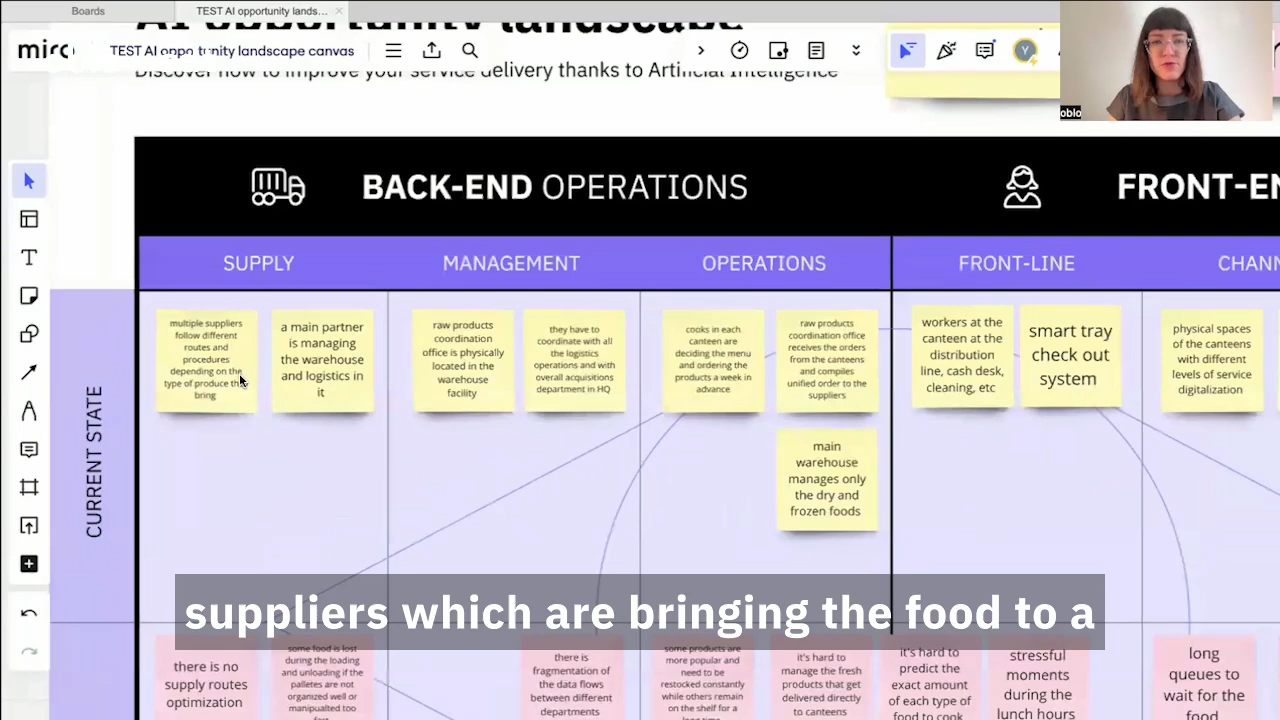 Boards
TEST AI opportunity lands...
AI opportunity landscape
miro
TEST AI opportunity landscape canvas
Discover how to improve your service delivery thanks to Artificial Intelligence
Y
oblo
BACK-END OPERATIONS
FRONT-EN
SUPPLY
MANAGEMENT
OPERATIONS
FRONT-LINE
CHANN
CURRENT STATE
multiple suppliers
follow different
routes and
procedures
depending on the
type of produce they
bring
a main partner
is managing
the warehouse
and logistics in
it
raw products
coordination
office is physically
located in the
warehouse
facility
they have to
coordinate with all
the logistics
operations and with
overall acquisitions
department in HQ
cooks in each
canteen are
deciding the menu
and ordering the
products a week in
advance
raw products
coordination office
receives the orders
from the canteens
and compiles
unified order to the
suppliers
main
warehouse
manages only
the dry and
frozen foods
workers at the
canteen at the
distribution
line, cash desk,
cleaning, etc
smart tray
check out
system
physical spaces
of the canteens
with different
levels of service
digitalization
suppliers which are bringing the food to a
there is no
supply routes
optimization
some food is lost
during the loading
and unloading if the
palletes are not
organized well or
manipualted too
fast
there is
fragmentation of
the data flows
between different
departments
some products are
more popular and
need to be
restocked constantly
while others remain
on the shelf for a
long time
it's hard to
manage the fresh
products that get
delivered directly
to canteens
it's hard to
predict the
exact amount
of each type of
food to cook
stressful
moments
during the
lunch hours
long
queues to
wait for the
food